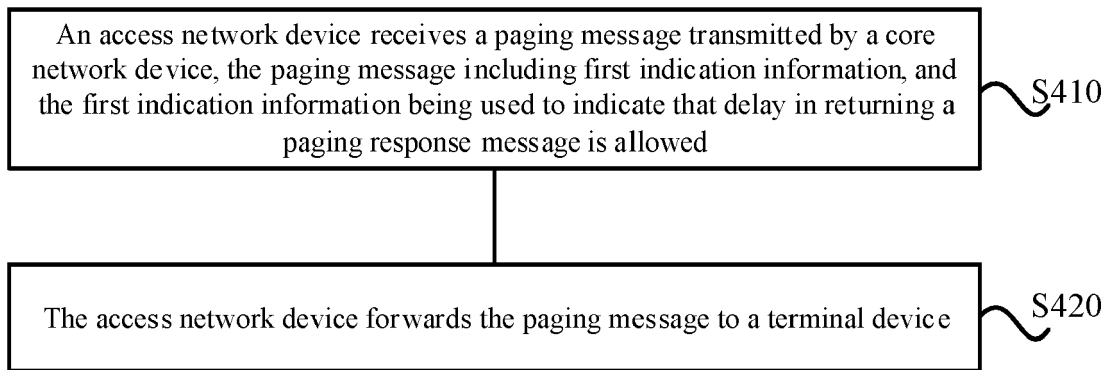 An access network device receives a paging message transmitted by a core
network device, the paging message including first indication information, and
the first indication information being used to indicate that delay in returning a
paging response message is allowed
S410
The access network device forwards the paging message to a terminal device
S420